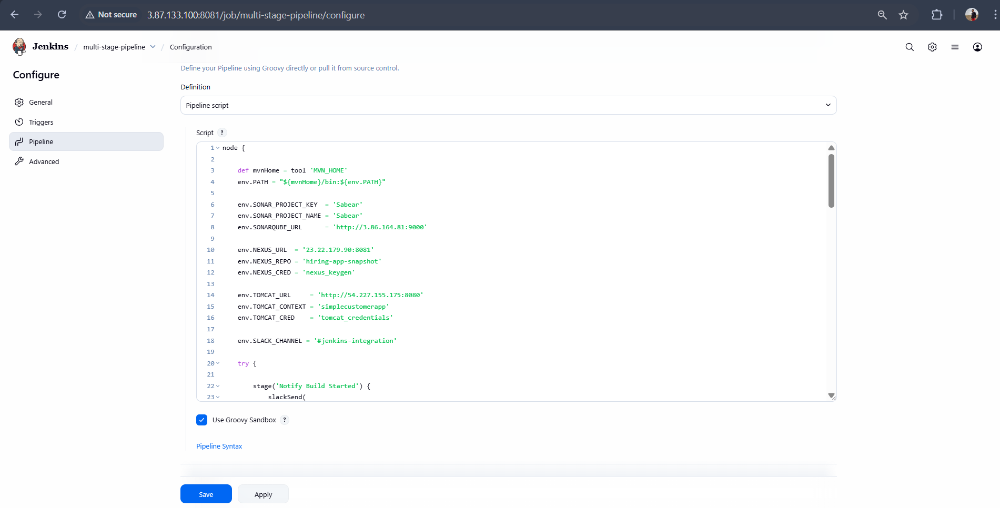 Not secure 3.87.133.100:8081/job/multi-stage-pipeline/configure
Jenkins / multi-stage-pipeline / Configuration
Configure
General
Triggers
Pipeline
Advanced
Define your Pipeline using Groovy directly or pull it from source control.
Definition
Pipeline script
Script ?
1 node {
2
3     def mvnHome = tool 'MVN_HOME'
4     env.PATH = "${mvnHome}/bin:${env.PATH}"
5
6     env.SONAR_PROJECT_KEY  = 'Sabear'
7     env.SONAR_PROJECT_NAME = 'Sabear'
8     env.SONARQUBE_URL      = 'http://3.86.164.81:9000'
9
10     env.NEXUS_URL  = '23.22.179.90:8081'
11     env.NEXUS_REPO = 'hiring-app-snapshot'
12     env.NEXUS_CRED = 'nexus_keygen'
13
14     env.TOMCAT_URL     = 'http://54.227.155.175:8080'
15     env.TOMCAT_CONTEXT = 'simplecustomerapp'
16     env.TOMCAT_CRED    = 'tomcat_credentials'
17
18     env.SLACK_CHANNEL = '#jenkins-integration'
19
20     try {
21
22         stage('Notify Build Started') {
23             slackSend(
Use Groovy Sandbox ?
Pipeline Syntax
Save
Apply